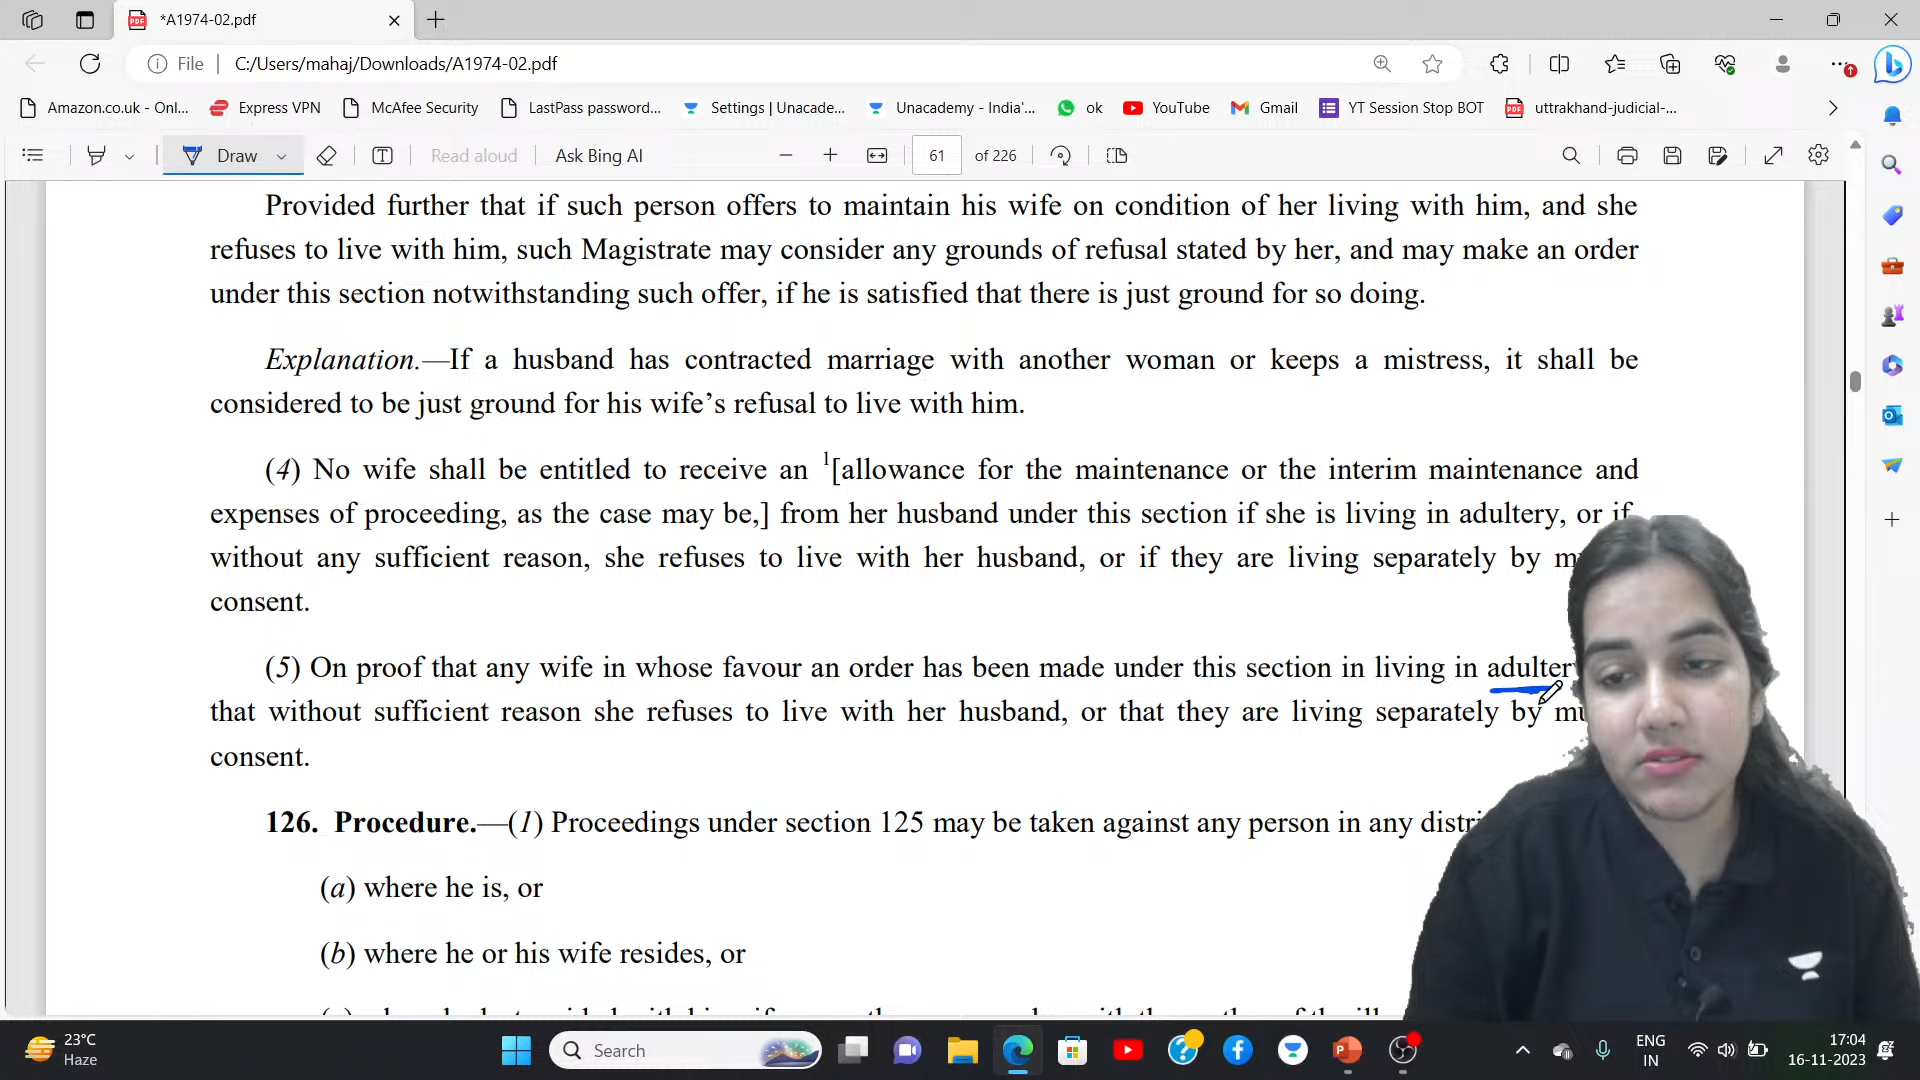 *A1974-02.pdf
File | C:/Users/mahaj/Downloads/A1974-02.pdf
Amazon.co.uk - Onl... Express VPN McAfee Security LastPass password... Settings | Unacade... Unacademy - India'... ok YouTube Gmail YT Session Stop BOT uttrakhand-judicial-...
Draw Read aloud Ask Bing AI 61 of 226
Provided further that if such person offers to maintain his wife on condition of her living with him, and she
refuses to live with him, such Magistrate may consider any grounds of refusal stated by her, and may make an order
under this section notwithstanding such offer, if he is satisfied that there is just ground for so doing.
Explanation.—If a husband has contracted marriage with another woman or keeps a mistress, it shall be
considered to be just ground for his wife's refusal to live with him.
(4) No wife shall be entitled to receive an 1[allowance for the maintenance or the interim maintenance and
expenses of proceeding, as the case may be,] from her husband under this section if she is living in adultery, or if,
without any sufficient reason, she refuses to live with her husband, or if they are living separately by
consent.
(5) On proof that any wife in whose favour an order has been made under this section in living in adulter
that without sufficient reason she refuses to live with her husband, or that they are living separately by
consent.
126. Procedure.—(1) Proceedings under section 125 may be taken against any person in any
(a) where he is, or
(b) where he or his wife resides, or
23°C
Haze
Search
ENG
IN
17:04
16-11-2023